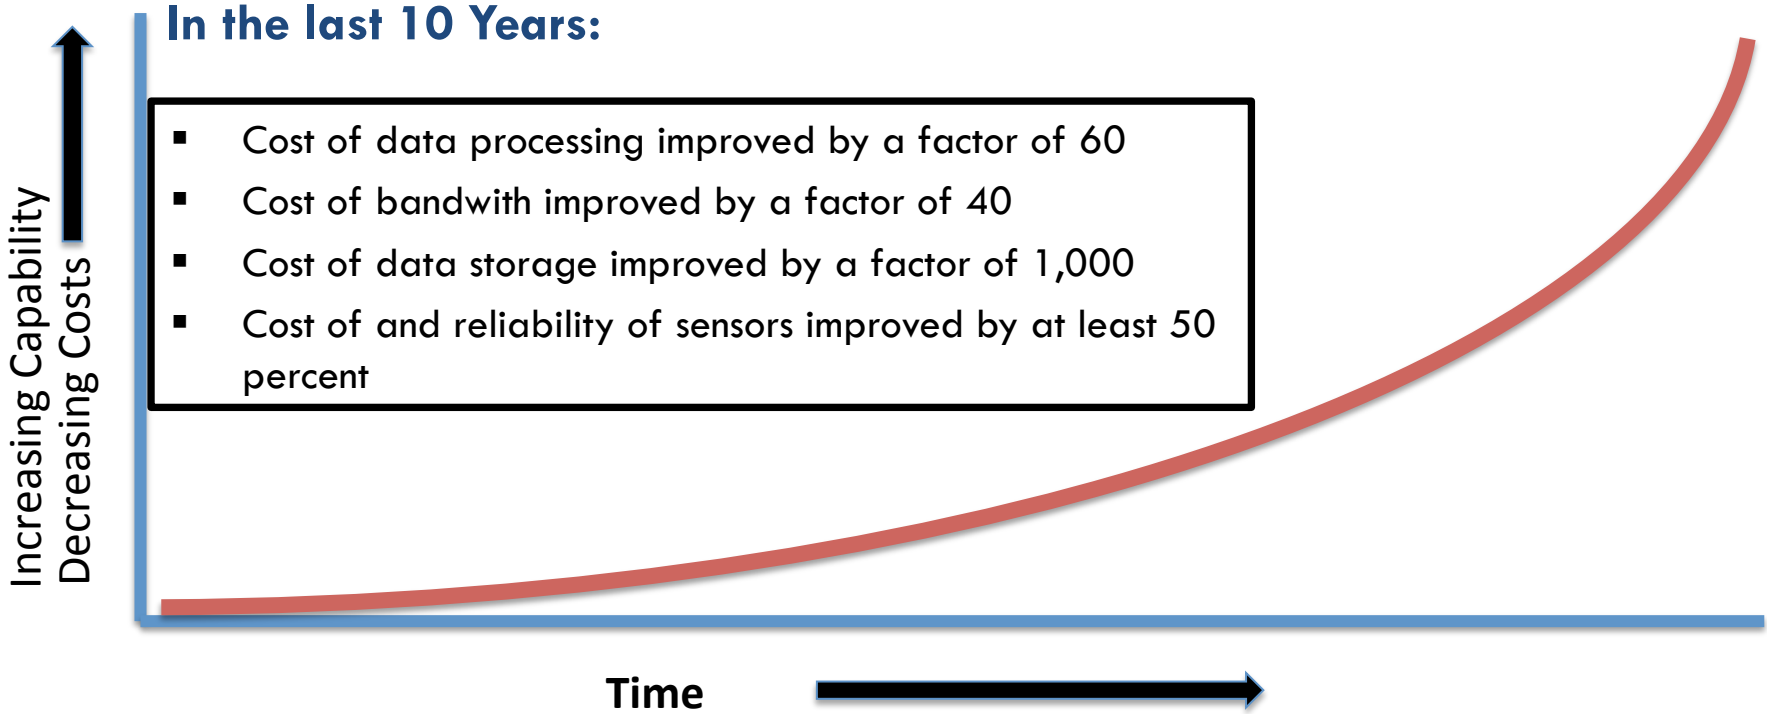 In the last 10 Years:
▪ Cost of data processing improved by a factor of 60
▪ Cost of bandwith improved by a factor of 40
▪ Cost of data storage improved by a factor of 1,000
▪ Cost of and reliability of sensors improved by at least 50
percent
Increasing Capability
Decreasing Costs
Time